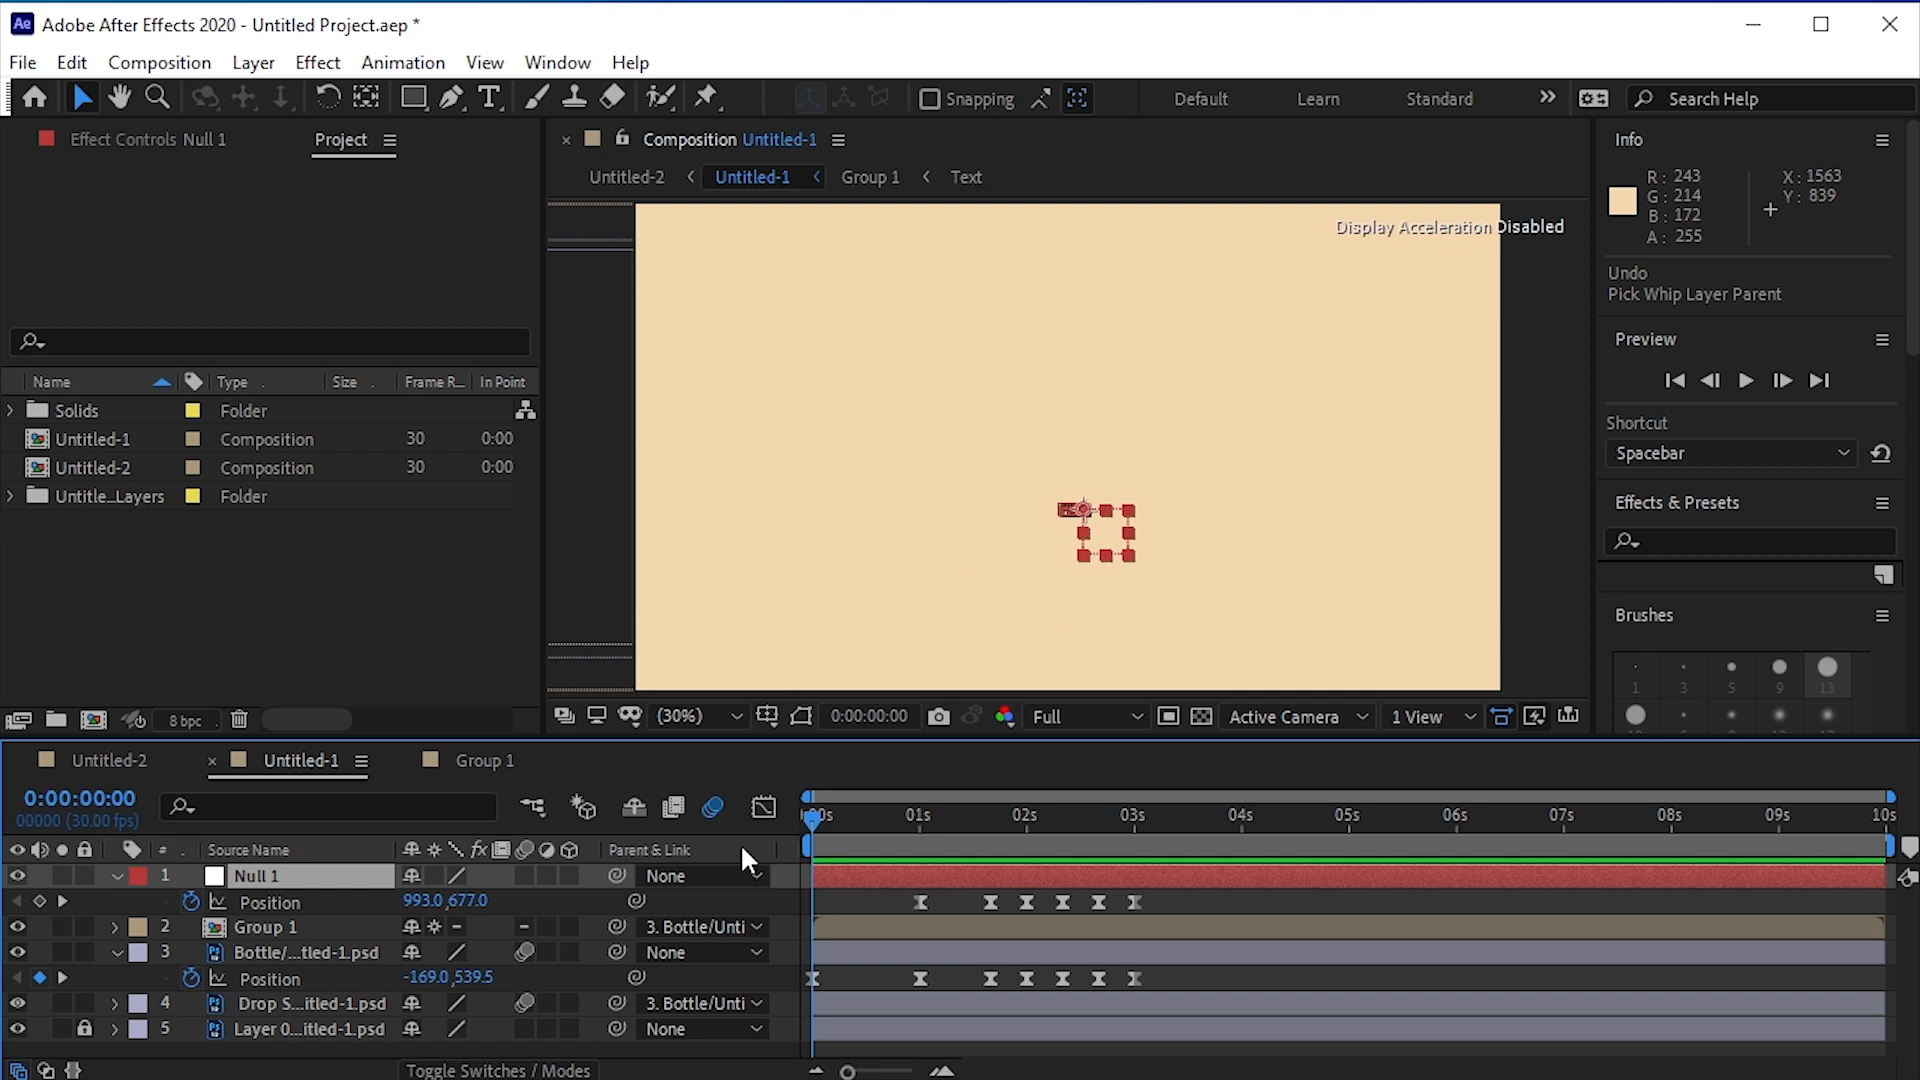 Ae Adobe After Effects 2020 - Untitled Project.aep *
File Edit Composition Layer Effect Animation View Window Help
Snapping Default Learn Standard Search Help
Effect Controls Null 1 Project
Composition Untitled-1
Info
Untitled-2 Untitled-1 Group 1 Text
R: 243
G: 214
B: 172
A: 255
X: 1563
Y: 839
Display Acceleration Disabled
Undo
Pick Whip Layer Parent
Preview
Shortcut
Spacebar
Effects & Presets
Brushes
1 3 5 9 13
Name Type Size Frame R... In Point
Solids Folder
Untitled-1 Composition 30 0:00
Untitled-2 Composition 30 0:00
Untitle...Layers Folder
8 bpc
(30%) 0:00:00:00 Full Active Camera 1 View
Untitled-2 Untitled-1 Group 1
0:00:00:00
00000 (30.00 fps)
00s 01s 02s 03s 04s 05s 06s 07s 08s 09s 10s
# Source Name fx Parent & Link
1 Null 1 None
Position 993.0,677.0
2 Group 1 3. Bottle/Unti
3 Bottle/...tled-1.psd None
Position -169.0,539.5
4 Drop S...itled-1.psd 3. Bottle/Unti
5 Layer 0...itled-1.psd None
Toggle Switches / Modes